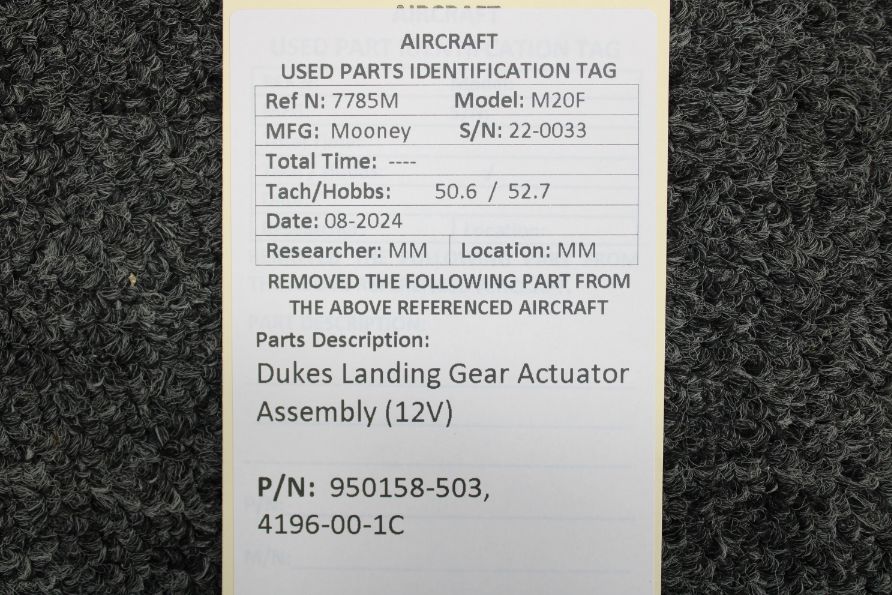 AIRCRAFT
USED PARTS IDENTIFICATION TAG
Ref N: 7785M Model: M20F
MFG: Mooney S/N: 22-0033
Total Time: ----
Tach/Hobbs: 50.6 / 52.7
Date: 08-2024
Researcher: MM Location: MM
REMOVED THE FOLLOWING PART FROM
THE ABOVE REFERENCED AIRCRAFT
Parts Description:
Dukes Landing Gear Actuator
Assembly (12V)
P/N: 950158-503,
4196-00-1C
M/N: